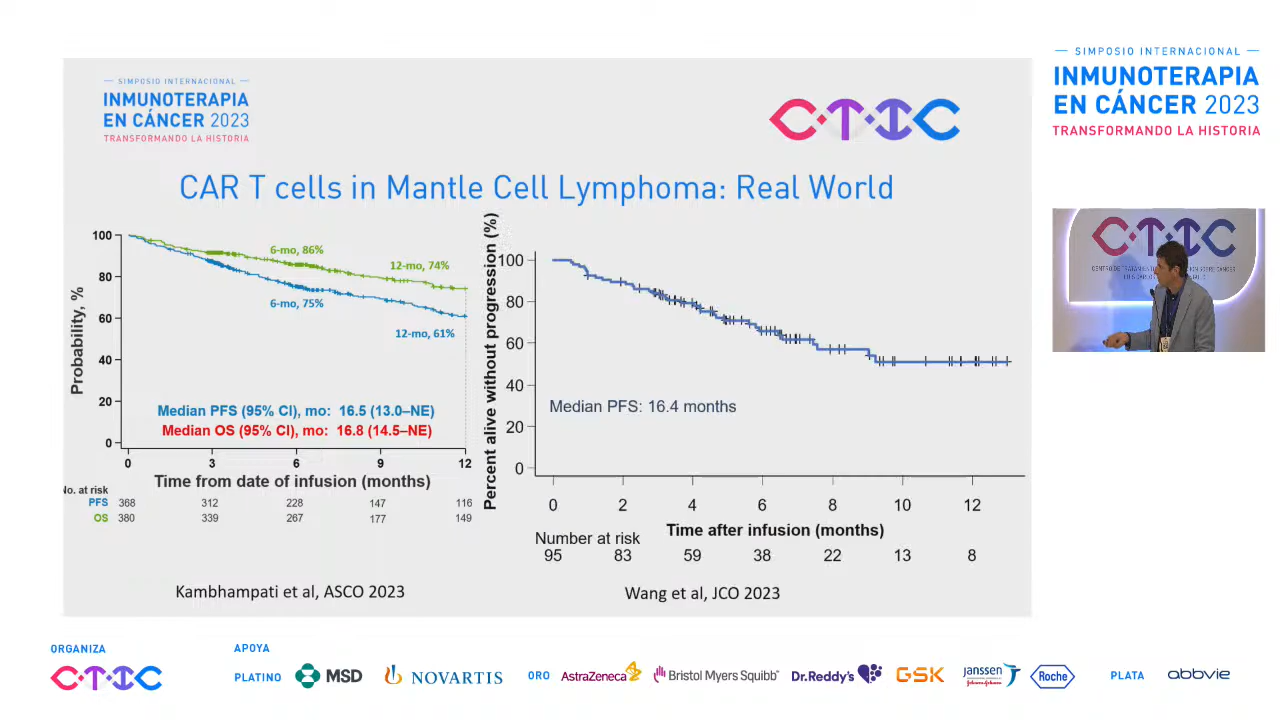 SIMPOSIO INTERNACIONAL
INMUNOTERAPIA
EN CÁNCER 2023
TRANSFORMANDO LA HISTORIA
CTIC
CAR T cells in Mantle Cell Lymphoma: Real World
Probability, %
100
80
60
40
20
0
6-mo, 86%
12-mo, 74%
6-mo, 75%
12-mo, 61%
Median PFS (95% CI), mo: 16.5 (13.0–NE)
Median OS (95% CI), mo: 16.8 (14.5–NE)
0 3 6 9 12
Time from date of infusion (months)
No. at risk
PFS 368 312 228 147 116
OS 380 339 267 177 149
Kambhampati et al, ASCO 2023
Percent alive without progression (%)
100
80
60
40
20
0
Median PFS: 16.4 months
0 2 4 6 8 10 12
Time after infusion (months)
Number at risk
95 83 59 38 22 13 8
Wang et al, JCO 2023
SIMPOSIO INTERNACIONAL
INMUNOTERAPIA
EN CÁNCER 2023
TRANSFORMANDO LA HISTORIA
CTIC
ORGANIZA
CTIC
APOYA
PLATINO
MSD
NOVARTIS
ORO
AstraZeneca
Bristol Myers Squibb
Dr.Reddy's
GSK
Janssen
Johnson&Johnson
Roche
PLATA
abbvie